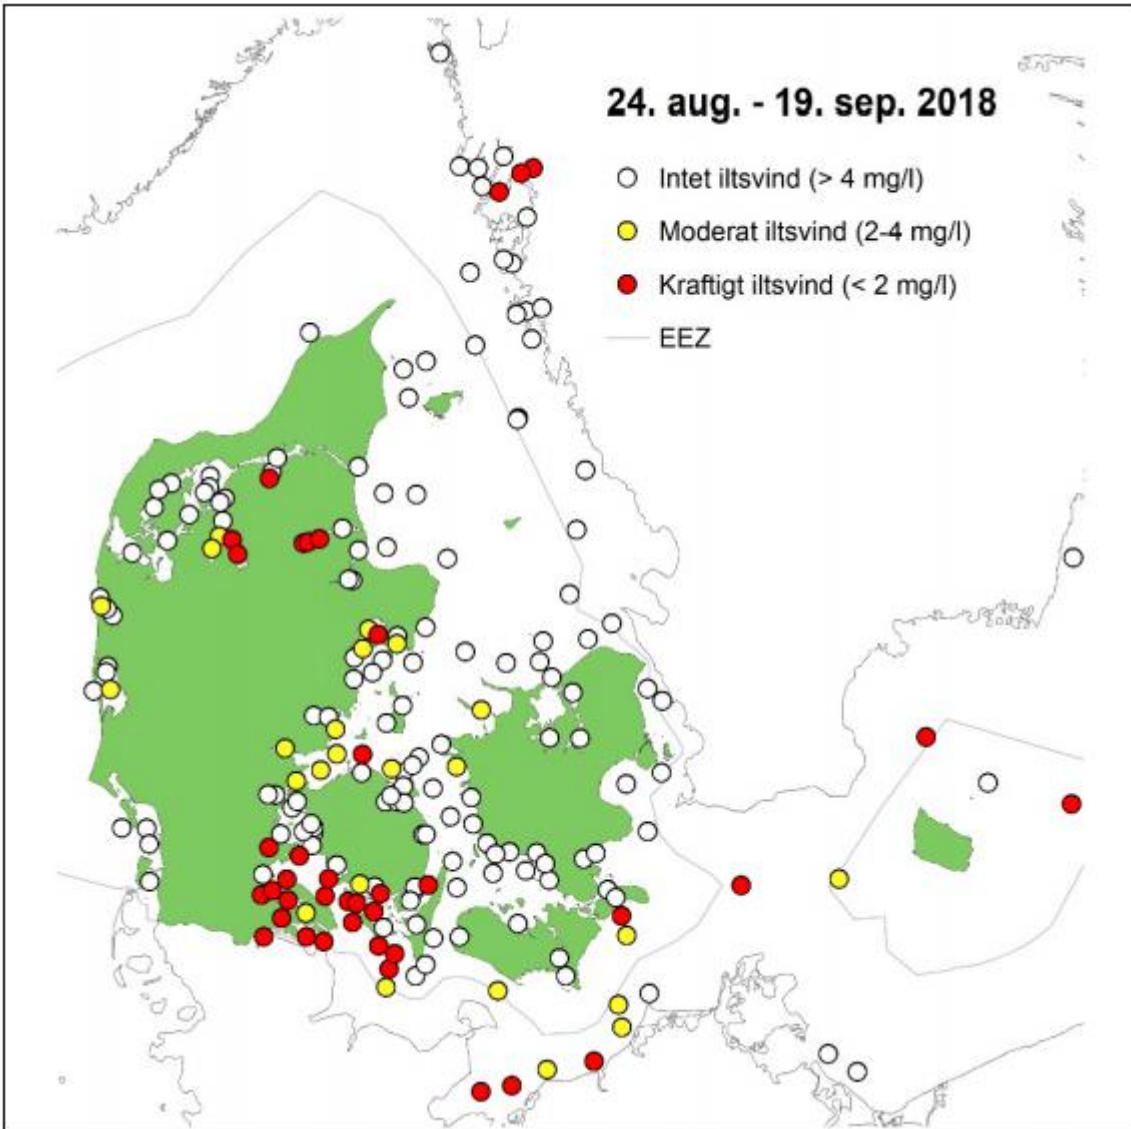 24. aug. - 19. sep. 2018
Intet iltsvind (> 4 mg/l)
Moderat iltsvind (2-4 mg/l)
Kraftigt iltsvind (< 2 mg/l)
EEZ